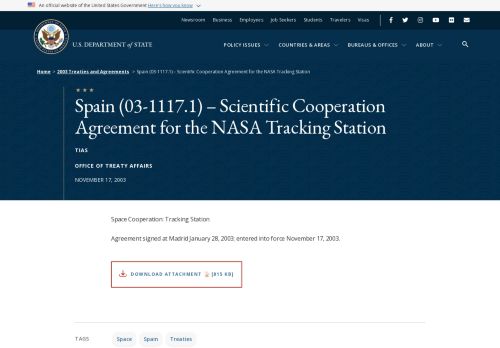 An official website of the United States Government Here's how you know
Newsroom Business Employees Job Seekers Students Travelers Visas
U.S. DEPARTMENT of STATE
POLICY ISSUES COUNTRIES & AREAS BUREAUS & OFFICES ABOUT
Home > 2003 Treaties and Agreements > Spain (03-1117.1) – Scientific Cooperation Agreement for the NASA Tracking Station
Spain (03-1117.1) – Scientific Cooperation
Agreement for the NASA Tracking Station
TIAS
OFFICE OF TREATY AFFAIRS
NOVEMBER 17, 2003
Space Cooperation: Tracking Station.
Agreement signed at Madrid January 28, 2003; entered into force November 17, 2003.
DOWNLOAD ATTACHMENT [815 KB]
TAGS Space Spain Treaties